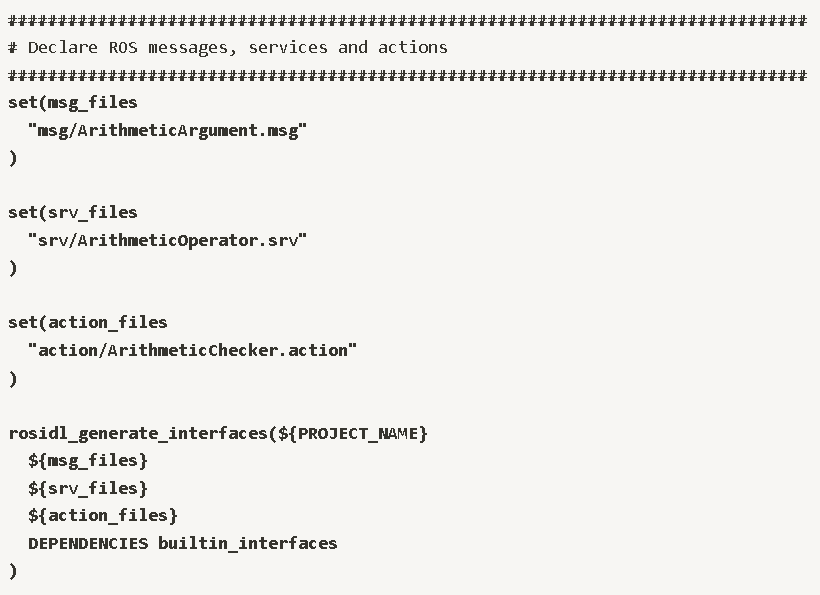 ################################################################################
# Declare ROS messages, services and actions
################################################################################
set(msg_files
  "msg/ArithmeticArgument.msg"
)

set(srv_files
  "srv/ArithmeticOperator.srv"
)

set(action_files
  "action/ArithmeticChecker.action"
)

rosidl_generate_interfaces(${PROJECT_NAME}
  ${msg_files}
  ${srv_files}
  ${action_files}
  DEPENDENCIES builtin_interfaces
)